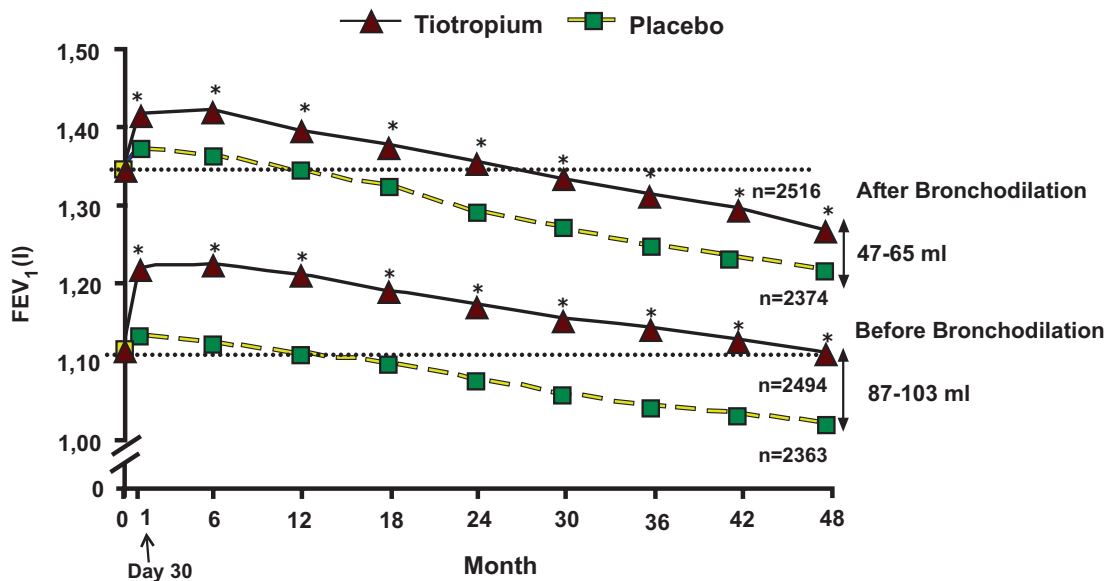 Tiotropium Placebo
1,50
1,40
1,30
1,20
1,10
1,00
0
FEV1 (l)
* * * * * * * * * *
* * * * * * * * * *
n=2516
After Bronchodilation
47-65 ml
n=2374
Before Bronchodilation
n=2494
87-103 ml
n=2363
0 1 6 12 18 24 30 36 42 48
Day 30
Month